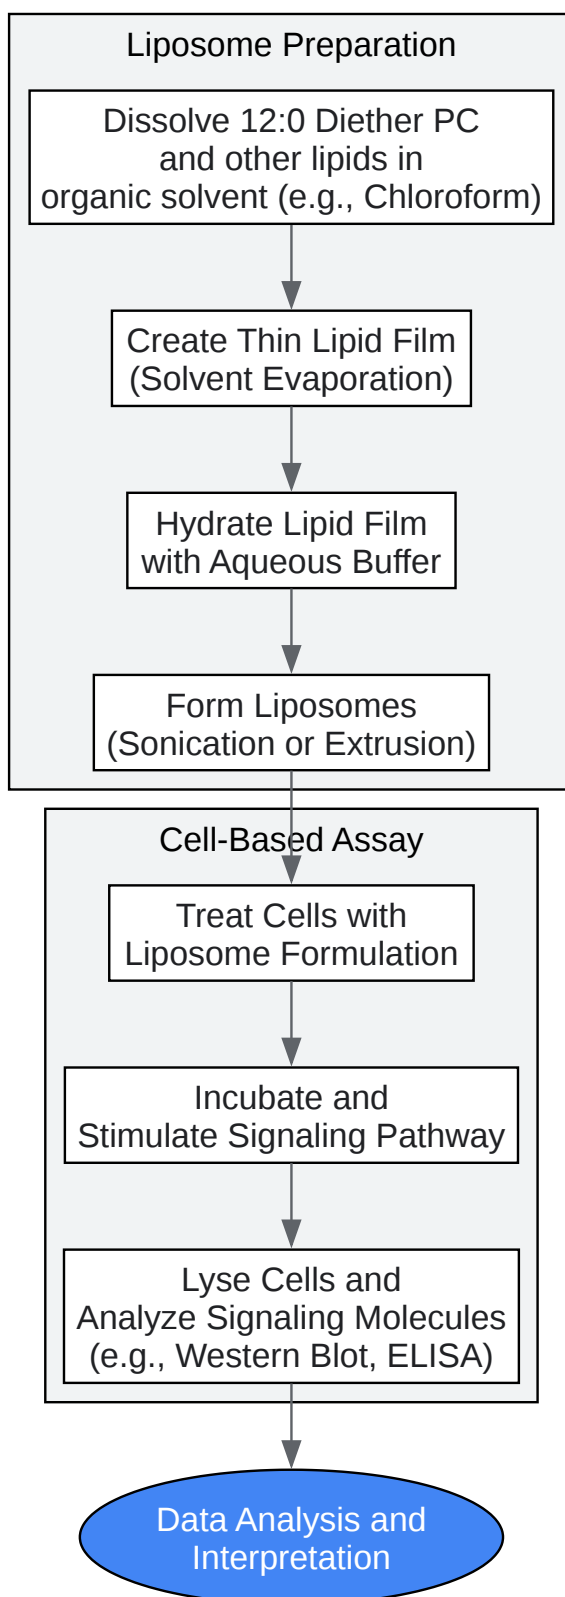 Liposome Preparation
Dissolve 12:0 Diether PC
and other lipids in
organic solvent (e.g., Chloroform)
Create Thin Lipid Film
(Solvent Evaporation)
Hydrate Lipid Film
with Aqueous Buffer
Form Liposomes
(Sonication or Extrusion)
Cell-Based Assay
Treat Cells with
Liposome Formulation
Incubate and
Stimulate Signaling Pathway
Lyse Cells and
Analyze Signaling Molecules
(e.g., Western Blot, ELISA)
Data Analysis and
Interpretation